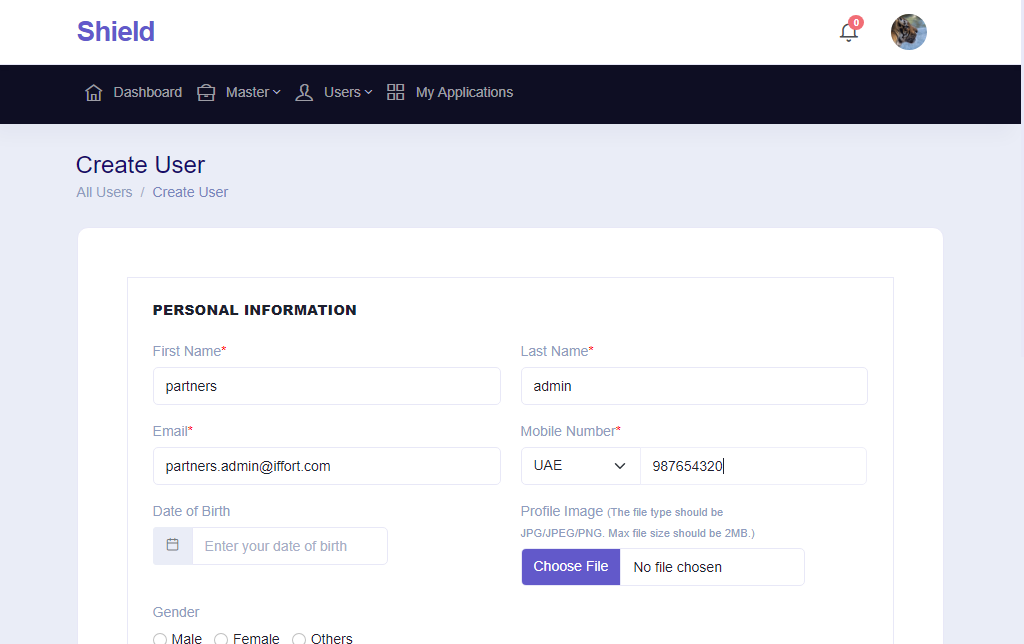 Shield
0
Dashboard Master Users My Applications
Create User
All Users / Create User
PERSONAL INFORMATION
First Name* Last Name*
partners admin
Email* Mobile Number*
partners.admin@iffort.com UAE 987654320
Date of Birth Profile Image (The file type should be
JPG/JPEG/PNG. Max file size should be 2MB.)
Enter your date of birth Choose File No file chosen
Gender
Male Female Others